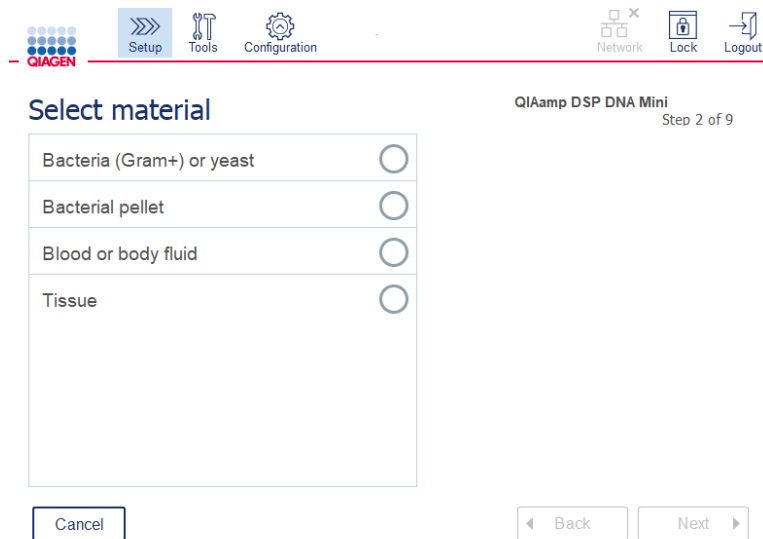 QIAGEN
Setup
Tools
Configuration
Network
Lock
Logout
Select material
QIAamp DSP DNA Mini
Step 2 of 9
Bacteria (Gram+) or yeast
Bacterial pellet
Blood or body fluid
Tissue
Cancel
Back
Next